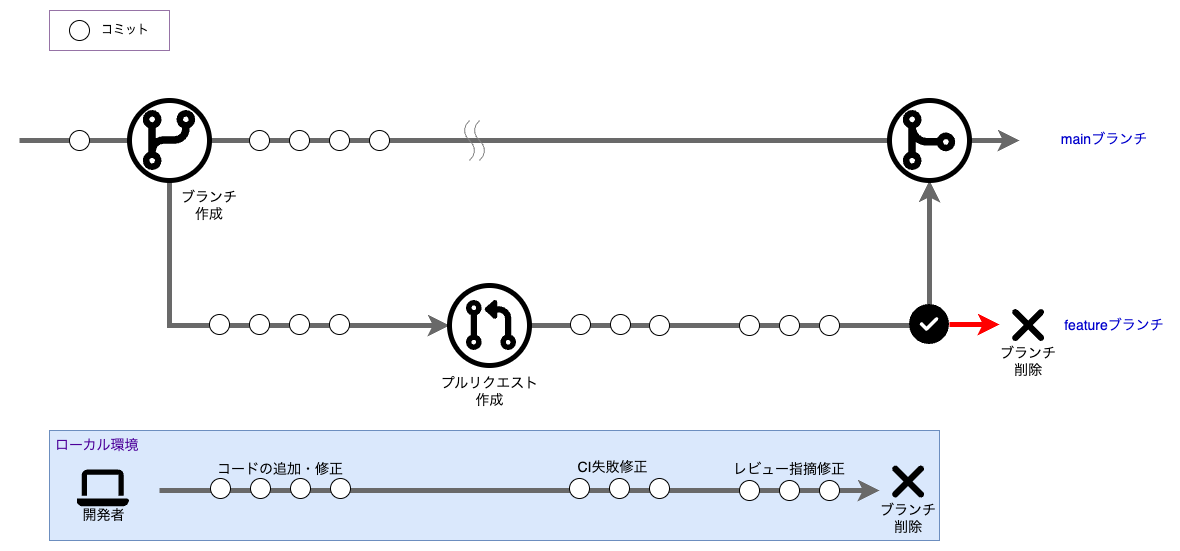 コミット
mainブランチ
ブランチ
作成
featureブランチ
ブランチ
削除
プルリクエスト
作成
ローカル環境
コードの追加・修正
CI失敗修正
レビュー指摘修正
開発者
ブランチ
削除